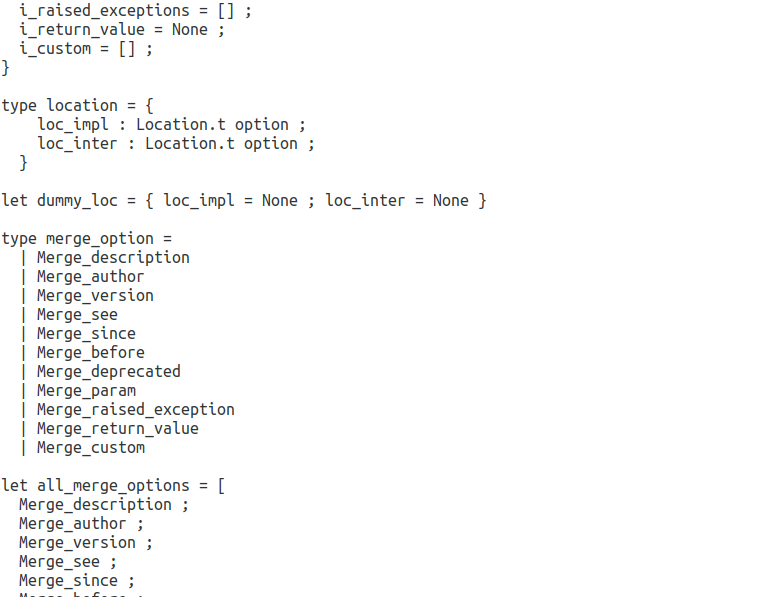 i_raised_exceptions = [] ;
  i_return_value = None ;
  i_custom = [] ;
}

type location = {
    loc_impl : Location.t option ;
    loc_inter : Location.t option ;
  }

let dummy_loc = { loc_impl = None ; loc_inter = None }

type merge_option =
  | Merge_description
  | Merge_author
  | Merge_version
  | Merge_see
  | Merge_since
  | Merge_before
  | Merge_deprecated
  | Merge_param
  | Merge_raised_exception
  | Merge_return_value
  | Merge_custom

let all_merge_options = [
  Merge_description ;
  Merge_author ;
  Merge_version ;
  Merge_see ;
  Merge_since ;